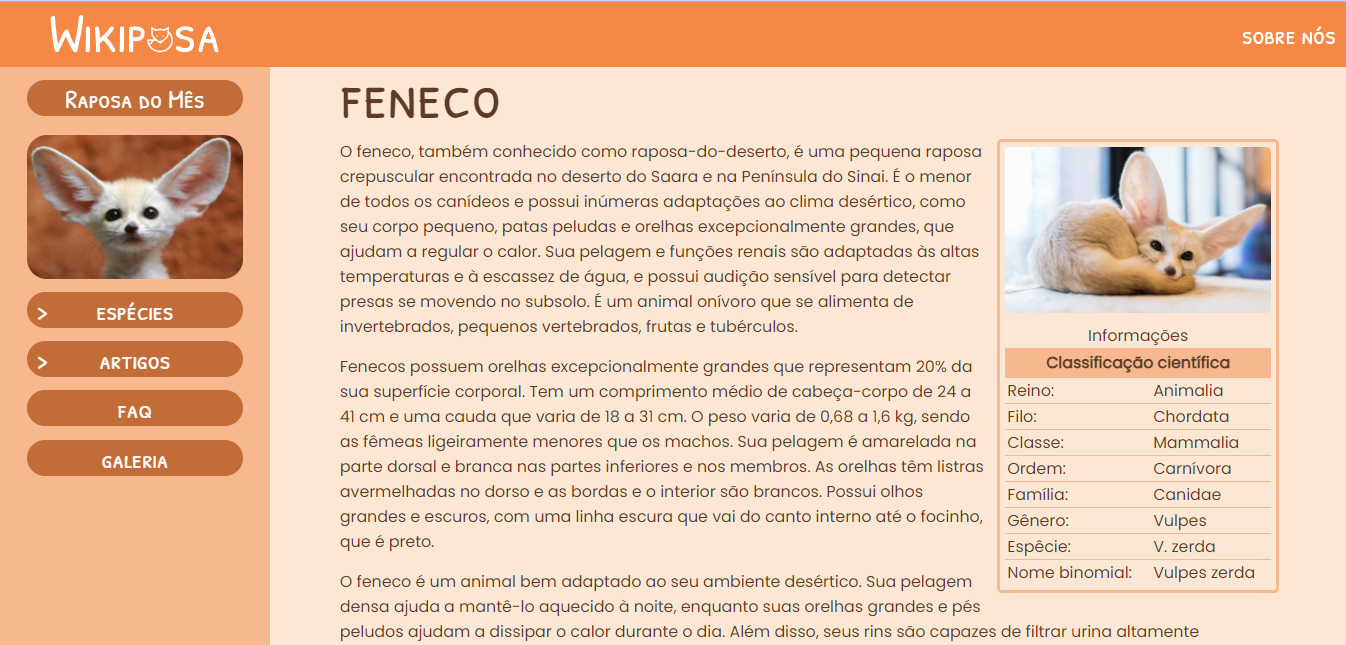 WIKIPOSA
SOBRE NÓS
Raposa do Mês
ESPÉCIES
ARTIGOS
FAQ
GALERIA
FENECO
O feneco, também conhecido como raposa-do-deserto, é uma pequena raposa
crepuscular encontrada no deserto do Saara e na Península do Sinai. É o menor
de todos os canídeos e possui inúmeras adaptações ao clima desértico, como
seu corpo pequeno, patas peludas e orelhas excepcionalmente grandes, que
ajudam a regular o calor. Sua pelagem e funções renais são adaptadas às altas
temperaturas e à escassez de água, e possui audição sensível para detectar
presas se movendo no subsolo. É um animal onívoro que se alimenta de
invertebrados, pequenos vertebrados, frutas e tubérculos.
Fenecos possuem orelhas excepcionalmente grandes que representam 20% da
sua superfície corporal. Tem um comprimento médio de cabeça-corpo de 24 a
41 cm e uma cauda que varia de 18 a 31 cm. O peso varia de 0,68 a 1,6 kg, sendo
as fêmeas ligeiramente menores que os machos. Sua pelagem é amarelada na
parte dorsal e branca nas partes inferiores e nos membros. As orelhas têm listras
avermelhadas no dorso e as bordas e o interior são brancos. Possui olhos
grandes e escuros, com uma linha escura que vai do canto interno até o focinho,
que é preto.
O feneco é um animal bem adaptado ao seu ambiente desértico. Sua pelagem
densa ajuda a mantê-lo aquecido à noite, enquanto suas orelhas grandes e pés
peludos ajudam a dissipar o calor durante o dia. Além disso, seus rins são capazes de filtrar urina altamente
Informações
Classificação científica
Reino: Animalia
Filo: Chordata
Classe: Mammalia
Ordem: Carnívora
Família: Canidae
Gênero: Vulpes
Espêcie: V. zerda
Nome binomial: Vulpes zerda